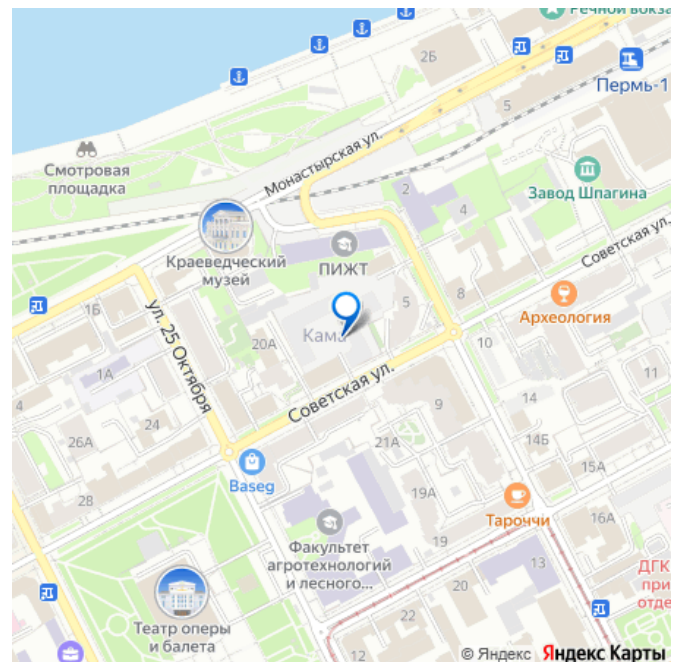 Речной вокза
2Б
Пермь-1
5
Смотровая
площадка
Монастырская ул.
2
Завод Шпагина
4
Краеведческий
музей
ПИЖТ
Советская ул.
1Б
ул. 25 Октября
5
8
Археология
20А
Кама
10
1А
Советская ул.
11
4
24
9
14
26А
21А
14Б
Baseg
15А
28
19А
Тароччи
16А
Факультет
агротехнологий
и лесного...
19
13
ДГК
при
отде
20
Театр оперы
и балета
22
12
© Яндекс Яндекс Карты